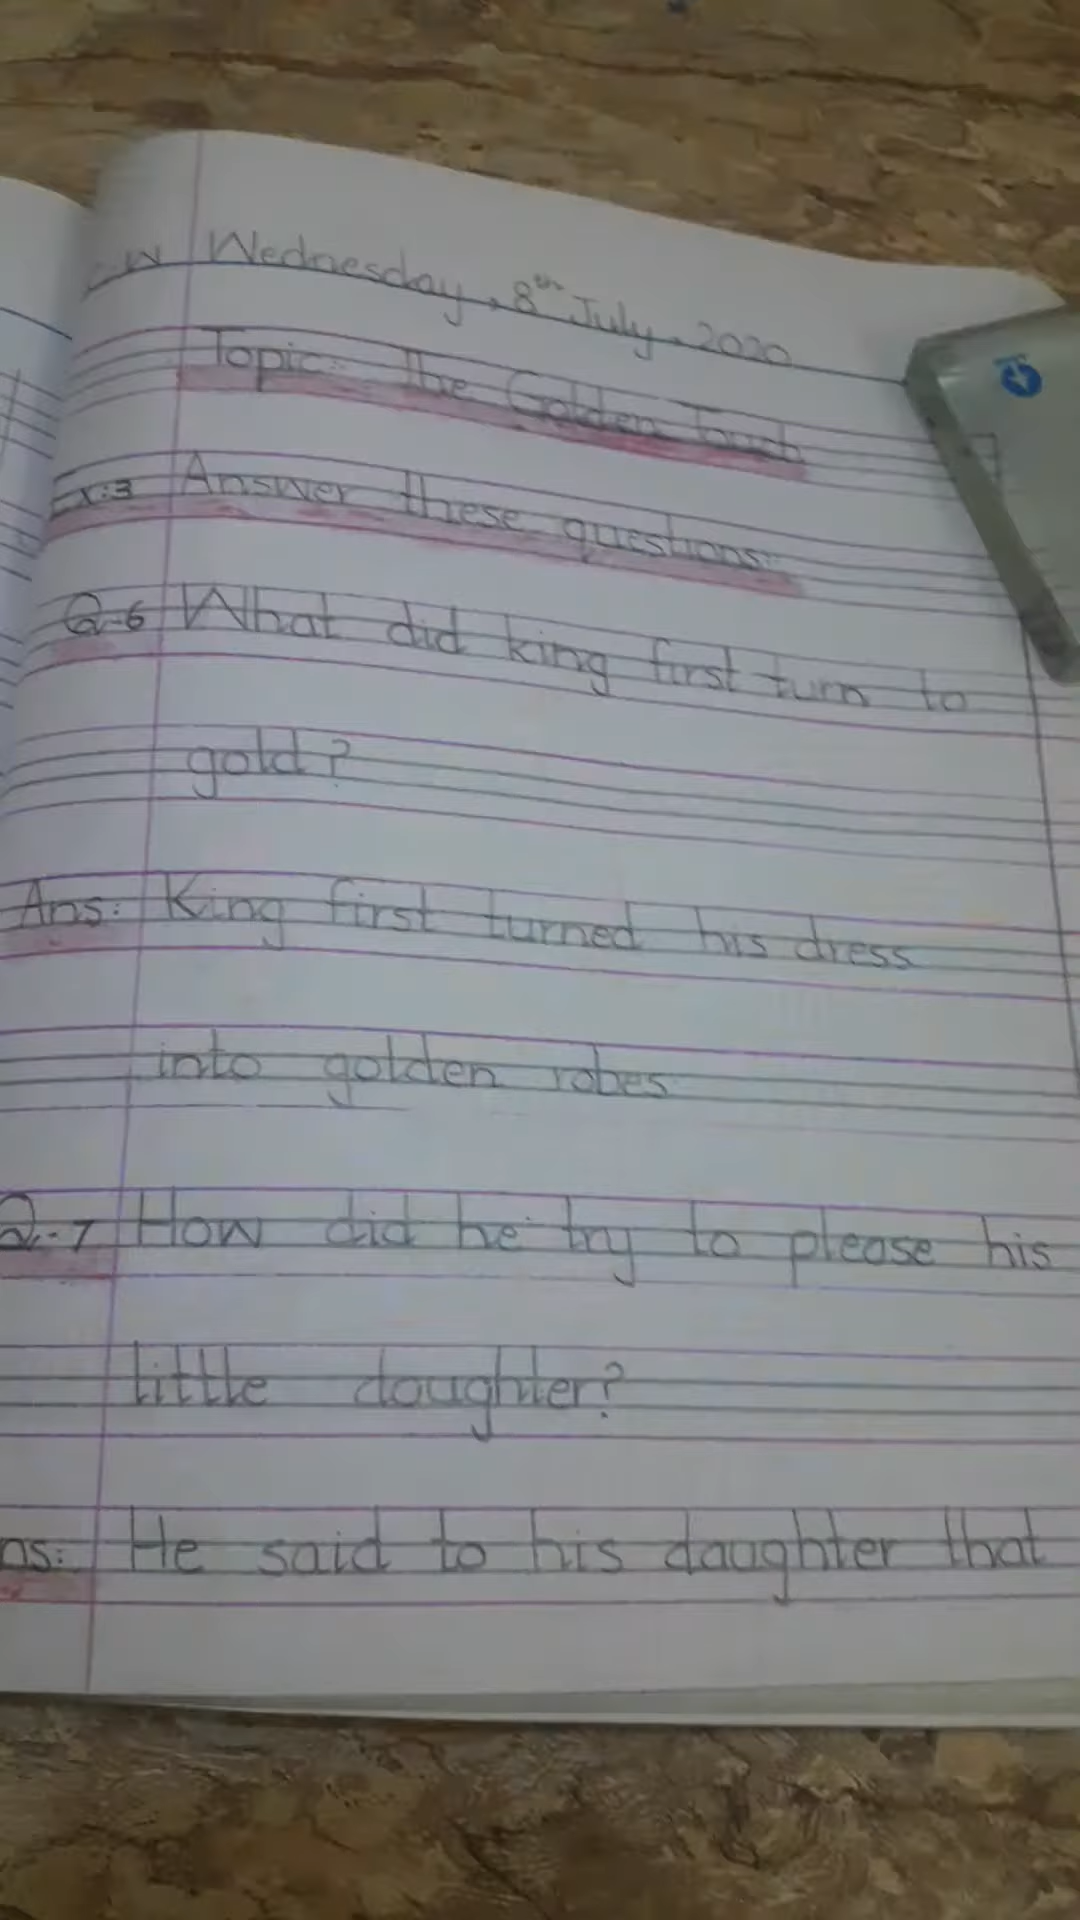 C.W Wednesday, 8th July, 2020
Topic: The Golden Touch
Ex:3 Answer these questions:
Q-6 What did king first turn to
gold?
Ans: King first turned his dress
into golden robes
Q-7 How did he try to please his
little daughter?
ns: He said to his daughter that